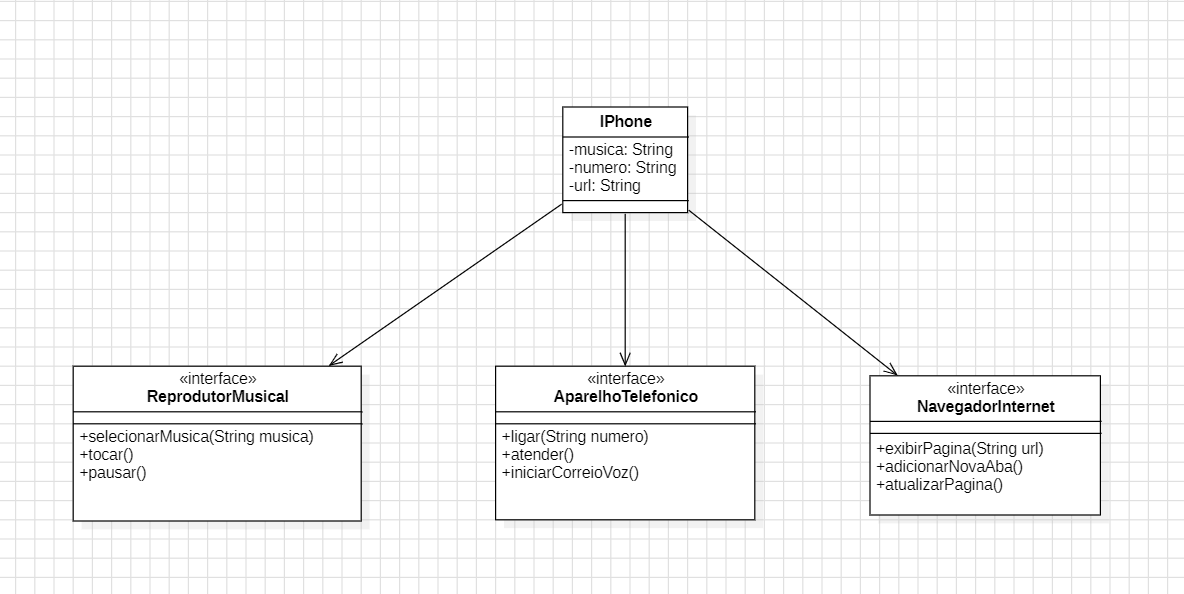 IPhone
-musica: String
-numero: String
-url: String
«interface»
ReprodutorMusical
+selecionarMusica(String musica)
+tocar()
+pausar()
«interface»
AparelhoTelefonico
+ligar(String numero)
+atender()
+iniciarCorreioVoz()
«interface»
NavegadorInternet
+exibirPagina(String url)
+adicionarNovaAba()
+atualizarPagina()